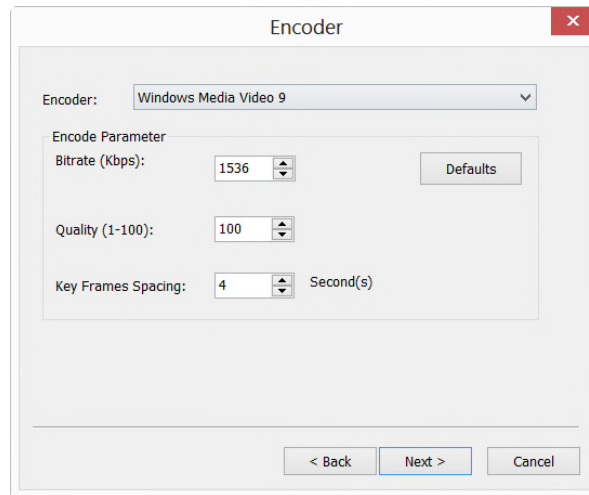 Encoder
Encoder: Windows Media Video 9
Encode Parameter
Bitrate (Kbps): 1536 Defaults
Quality (1-100): 100
Key Frames Spacing: 4 Second(s)
< Back Next > Cancel